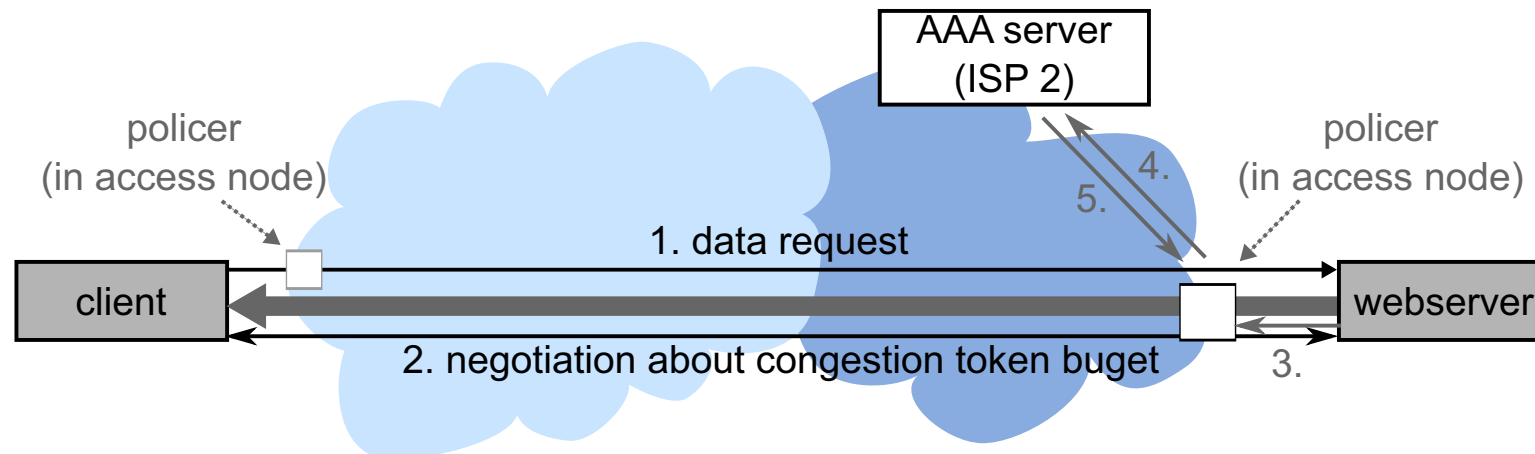 AAA server
(ISP 2)
policer
(in access node)
policer
(in access node)
4.
5.
1. data request
client
webserver
2. negotiation about congestion token buget
3.